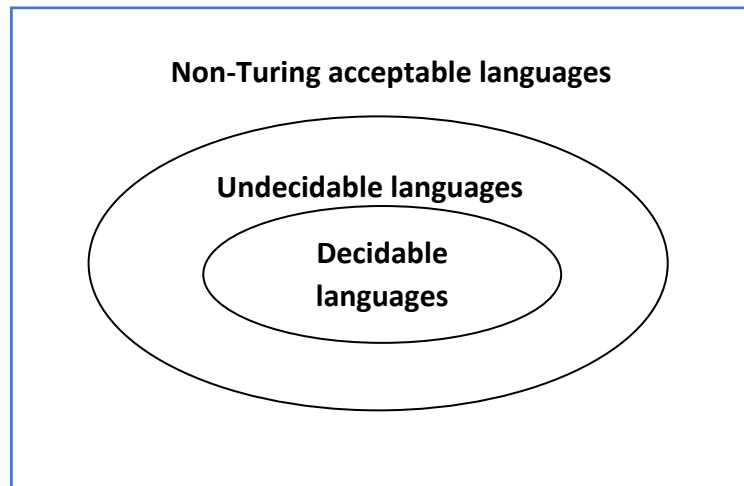 Non-Turing acceptable languages
Undecidable languages
Decidable
languages